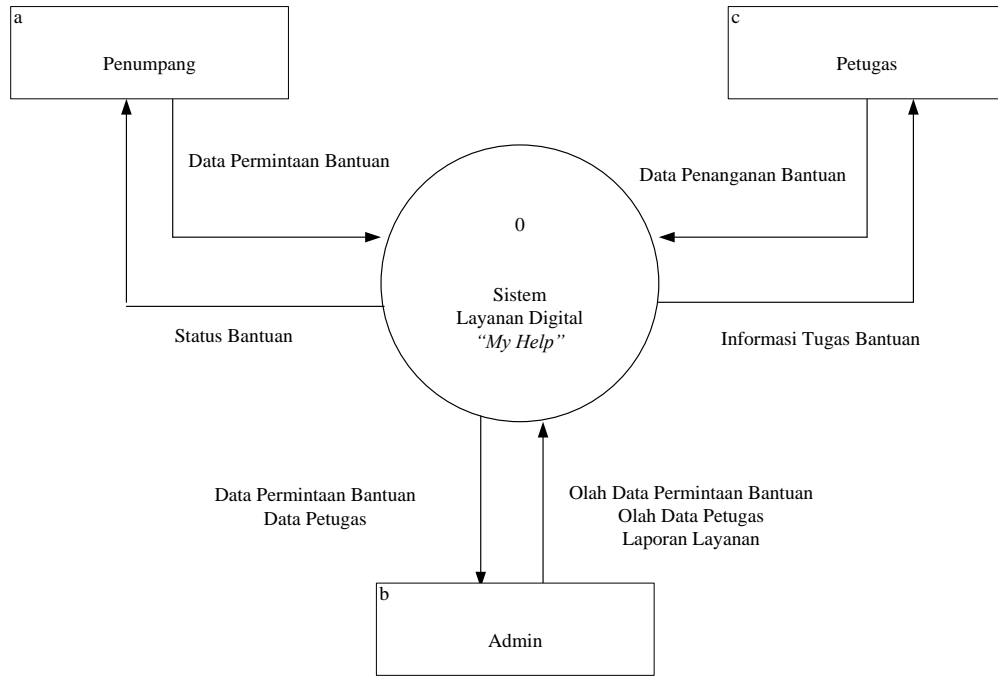 a
Penumpang
c
Petugas
Data Permintaan Bantuan
Data Penanganan Bantuan
0
Sistem
Layanan Digital
“My Help”
Status Bantuan
Informasi Tugas Bantuan
Data Permintaan Bantuan
Data Petugas
Olah Data Permintaan Bantuan
Olah Data Petugas
Laporan Layanan
b
Admin